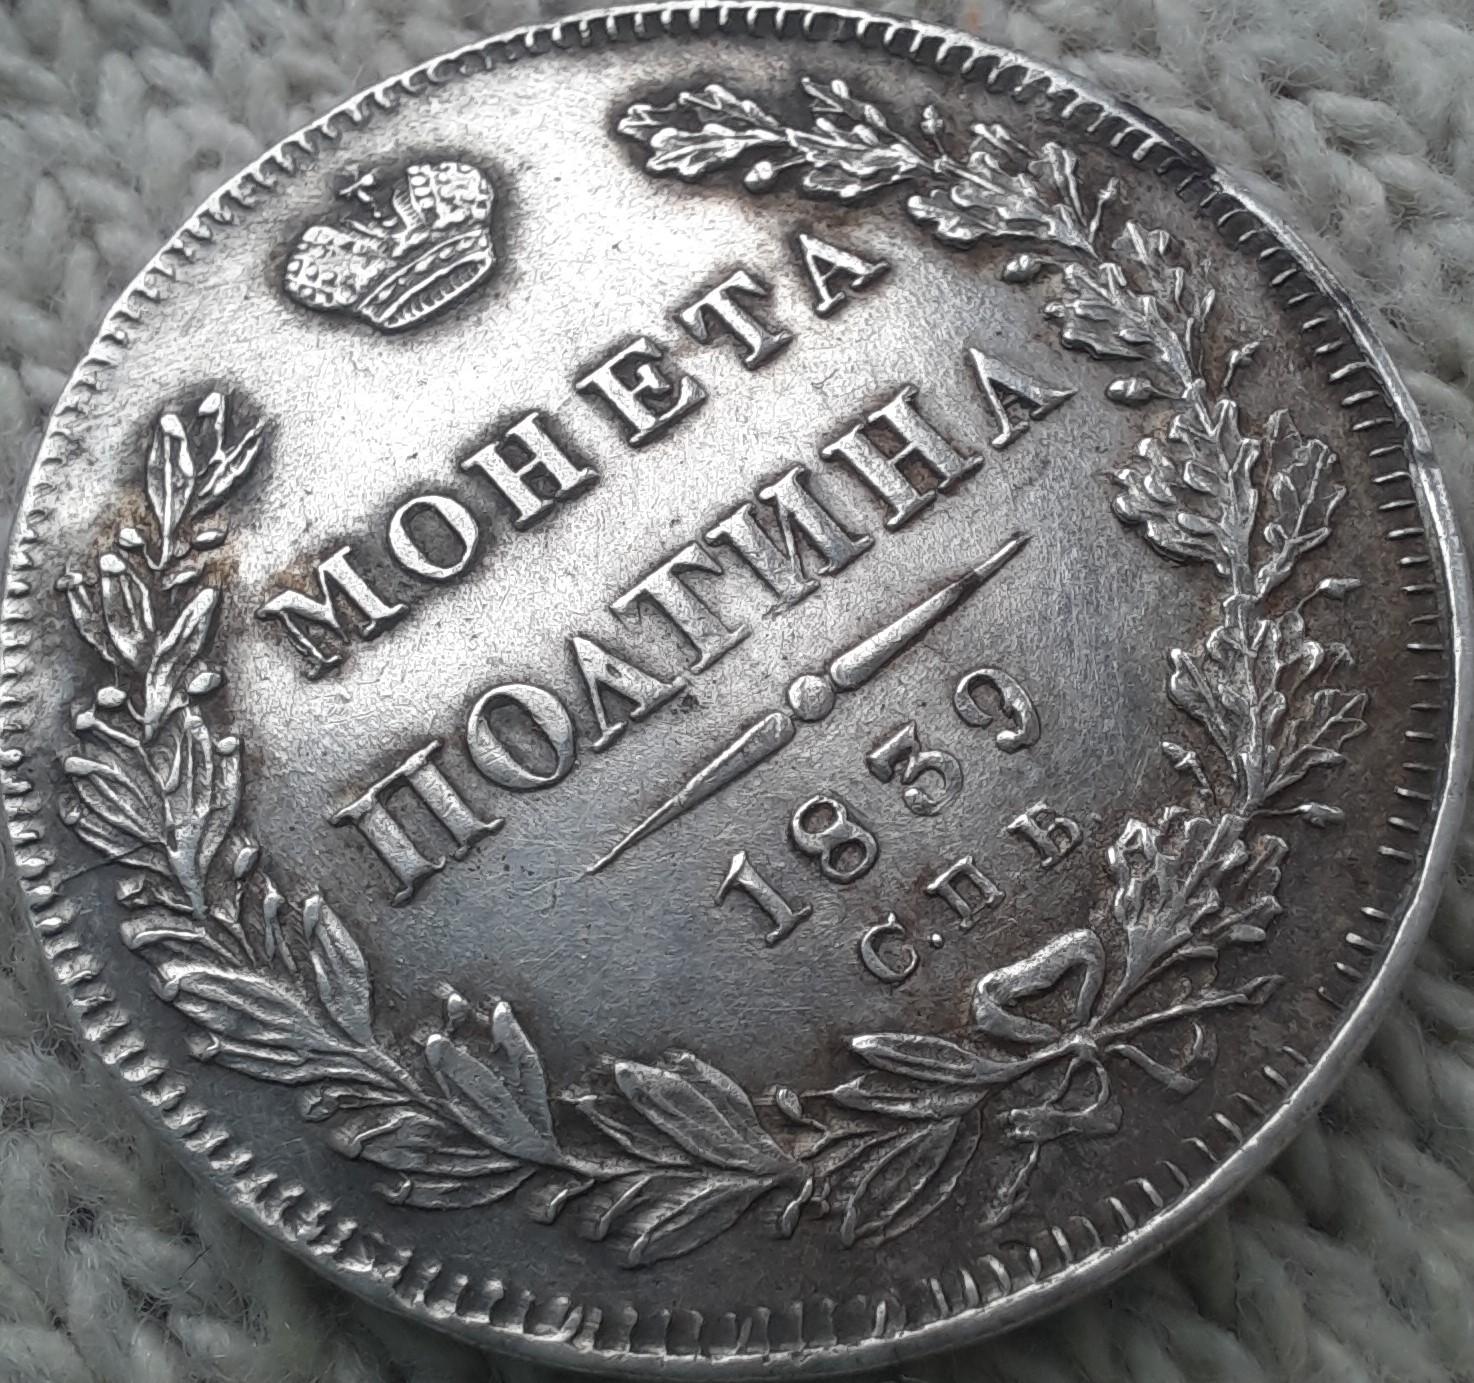 МОНЕТА
ПОЛТИНА
1839
С.П Б.